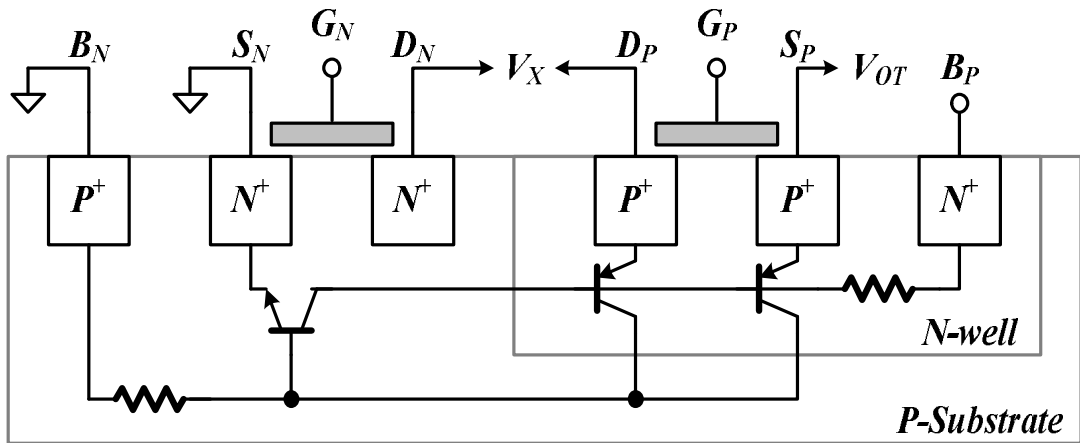 B_N
S_N
G_N
D_N
V_X
D_P
G_P
S_P
V_OT
B_P
P+
N+
N+
P+
P+
N+
N-well
P-Substrate